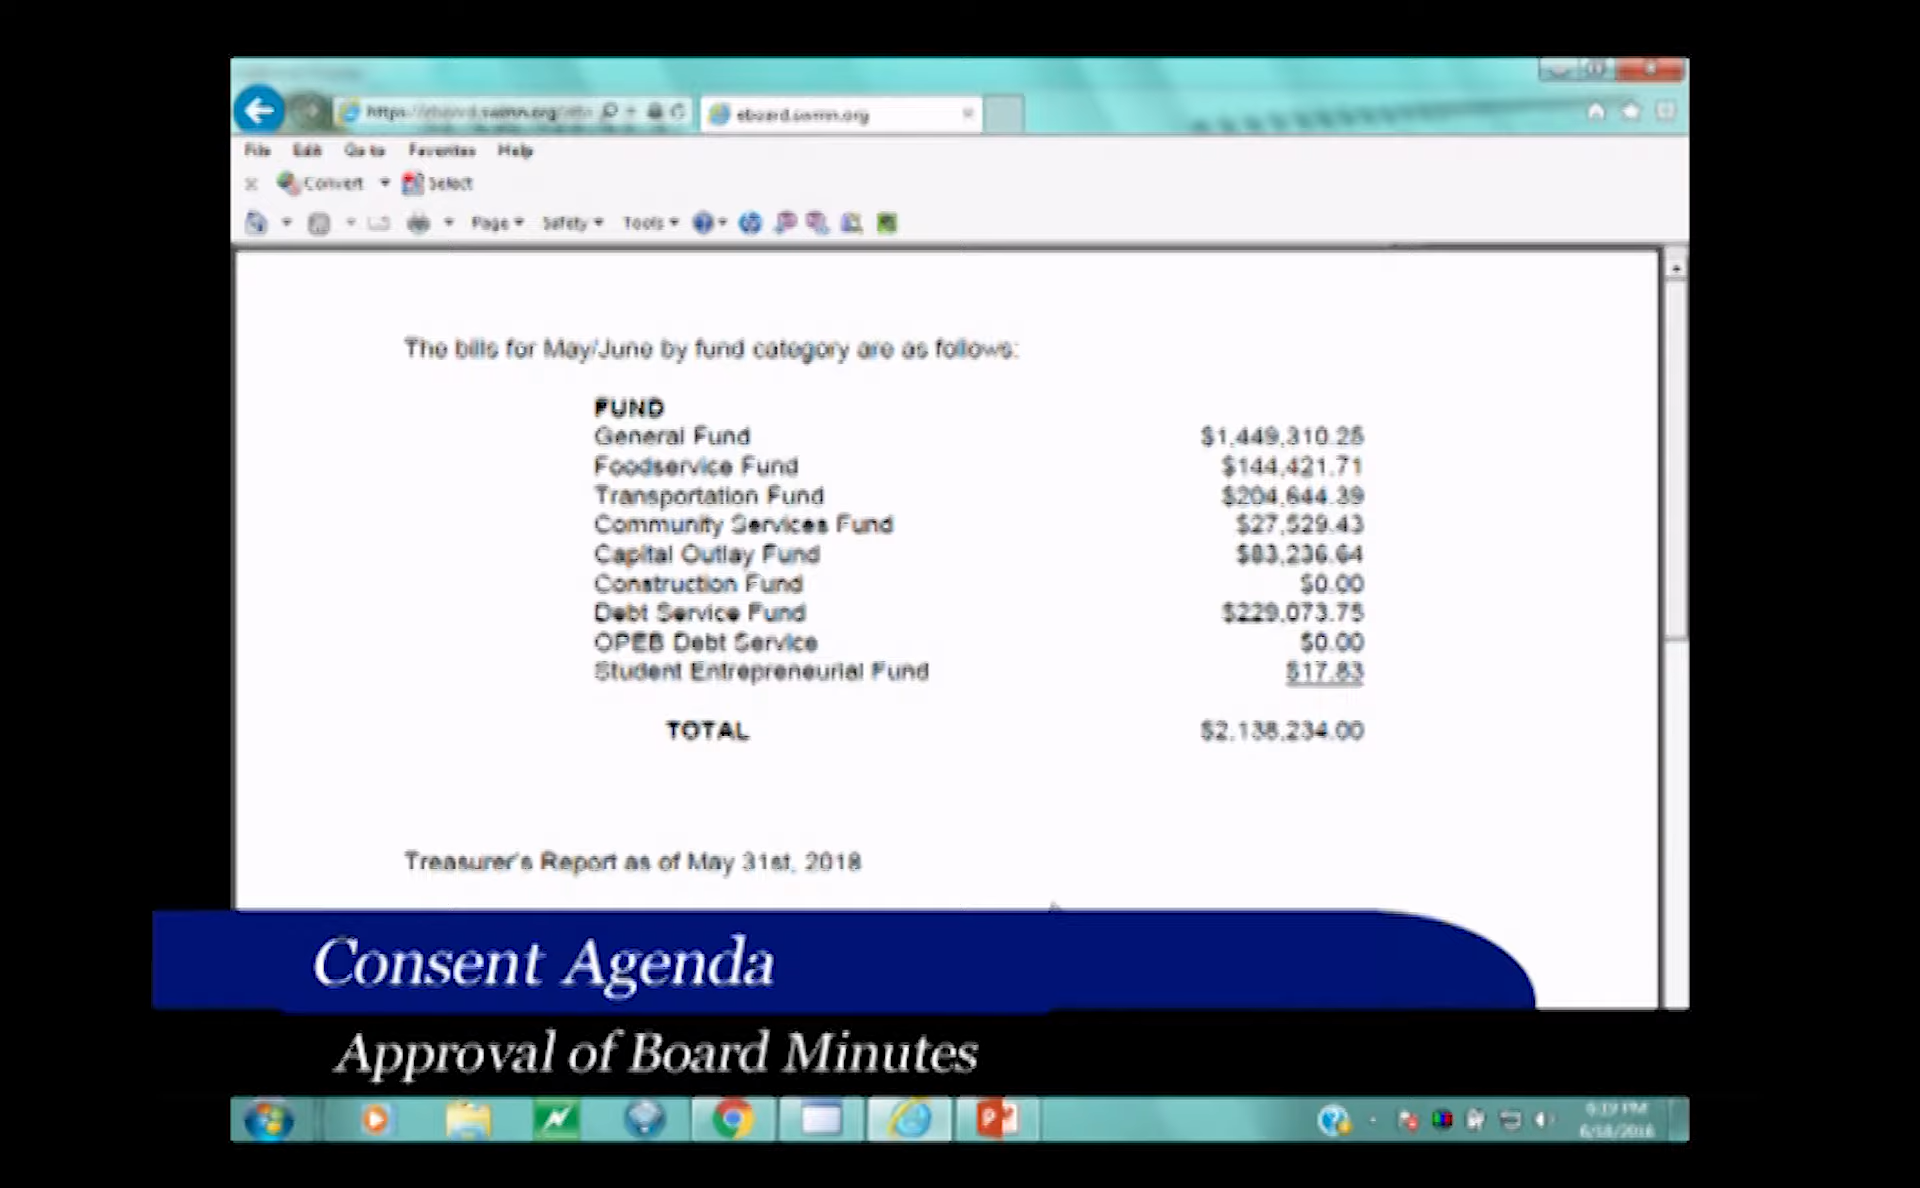 File Edit Go to Favorites Help
Convert Select
Page Safety Tools
The bills for May/June by fund category are as follows:
FUND
General Fund $1,449,310.25
Foodservice Fund $144,421.71
Transportation Fund $204,644.39
Community Services Fund $27,529.43
Capital Outlay Fund $83,236.64
Construction Fund $0.00
Debt Service Fund $229,073.75
OPEB Debt Service $0.00
Student Entrepreneurial Fund $17.83
TOTAL $2,138,234.00
Treasurer's Report as of May 31st, 2018
Consent Agenda
Approval of Board Minutes
6/18/2018